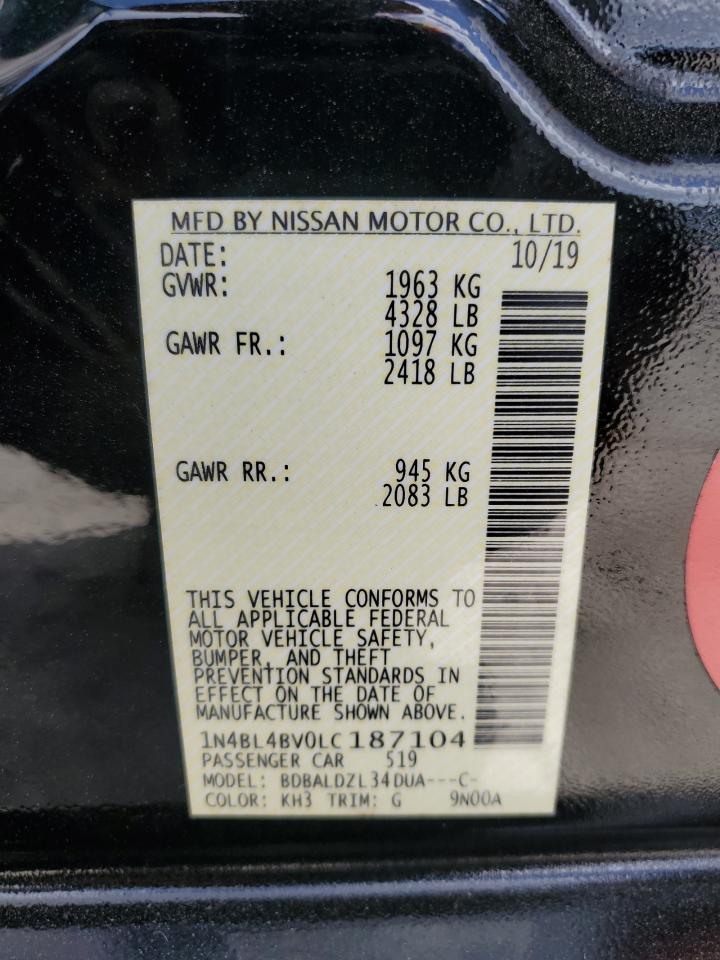 MFD BY NISSAN MOTOR CO., LTD.
DATE: 10/19
GVWR: 1963 KG
4328 LB
GAWR FR.: 1097 KG
2418 LB
GAWR RR.: 945 KG
2083 LB
THIS VEHICLE CONFORMS TO
ALL APPLICABLE FEDERAL
MOTOR VEHICLE SAFETY,
BUMPER, AND THEFT
PREVENTION STANDARDS IN
EFFECT ON THE DATE OF
MANUFACTURE SHOWN ABOVE.
1N4BL4BV0LC187104
PASSENGER CAR 519
MODEL: BDBALDZL34DUA---C-
COLOR: KH3 TRIM: G 9N00A